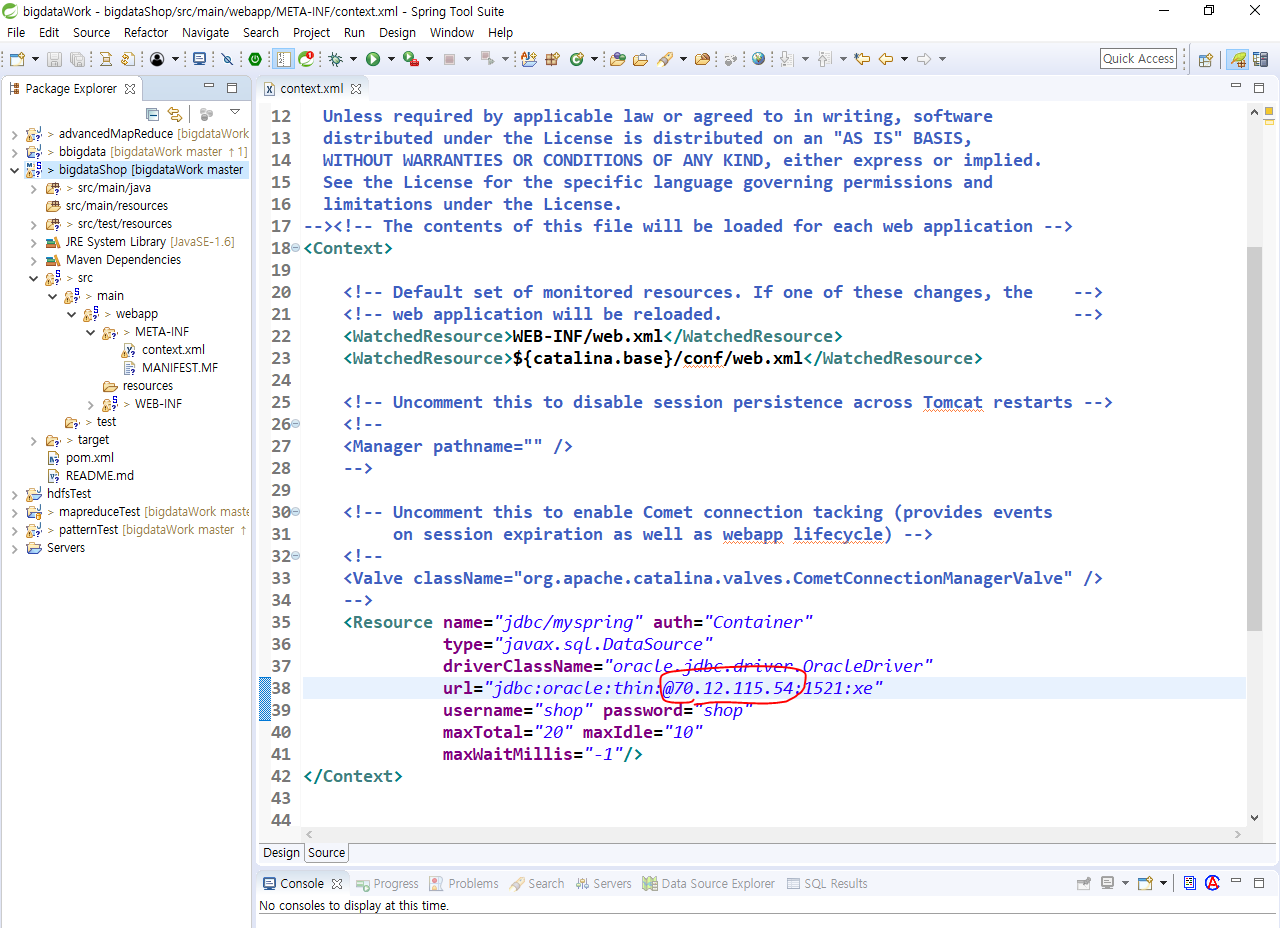 bigdataWork - bigdataShop/src/main/webapp/META-INF/context.xml - Spring Tool Suite
File Edit Source Refactor Navigate Search Project Run Design Window Help
Quick Access
Package Explorer
context.xml
> advancedMapReduce [bigdataWork
> bbigdata [bigdataWork master ↑ 1]
> bigdataShop [bigdataWork master
> src/main/java
src/main/resources
> src/test/resources
JRE System Library [JavaSE-1.6]
Maven Dependencies
> src
> main
> webapp
> META-INF
context.xml
MANIFEST.MF
resources
> WEB-INF
> test
> target
pom.xml
README.md
hdfsTest
> mapreduceTest [bigdataWork maste
> patternTest [bigdataWork master ↑
Servers
12 Unless required by applicable law or agreed to in writing, software
13 distributed under the License is distributed on an "AS IS" BASIS,
14 WITHOUT WARRANTIES OR CONDITIONS OF ANY KIND, either express or implied.
15 See the License for the specific language governing permissions and
16 limitations under the License.
17 --><!-- The contents of this file will be loaded for each web application -->
18 <Context>
19
20 <!-- Default set of monitored resources. If one of these changes, the -->
21 <!-- web application will be reloaded. -->
22 <WatchedResource>WEB-INF/web.xml</WatchedResource>
23 <WatchedResource>${catalina.base}/conf/web.xml</WatchedResource>
24
25 <!-- Uncomment this to disable session persistence across Tomcat restarts -->
26 <!--
27 <Manager pathname="" />
28 -->
29
30 <!-- Uncomment this to enable Comet connection tacking (provides events
31 on session expiration as well as webapp lifecycle) -->
32 <!--
33 <Valve className="org.apache.catalina.valves.CometConnectionManagerValve" />
34 -->
35 <Resource name="jdbc/myspring" auth="Container"
36 type="javax.sql.DataSource"
37 driverClassName="oracle.jdbc.driver.OracleDriver"
38 url="jdbc:oracle:thin:@70.12.115.54:1521:xe"
39 username="shop" password="shop"
40 maxTotal="20" maxIdle="10"
41 maxWaitMillis="-1"/>
42 </Context>
43
44
Design Source
Console Progress Problems Search Servers Data Source Explorer SQL Results
No consoles to display at this time.